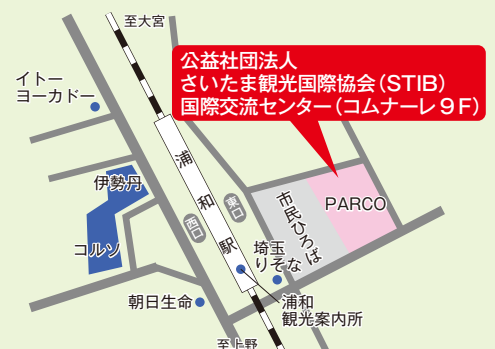 至大宮
公益社団法人
さいたま観光国際協会(STIB)
国際交流センター(コムナーレ9F)
イトー
ヨーカドー
浦和駅
伊勢丹
東口
西口
市民ひろば
PARCO
コルソ
埼玉
りそな
朝日生命
浦和
観光案内所
至上野